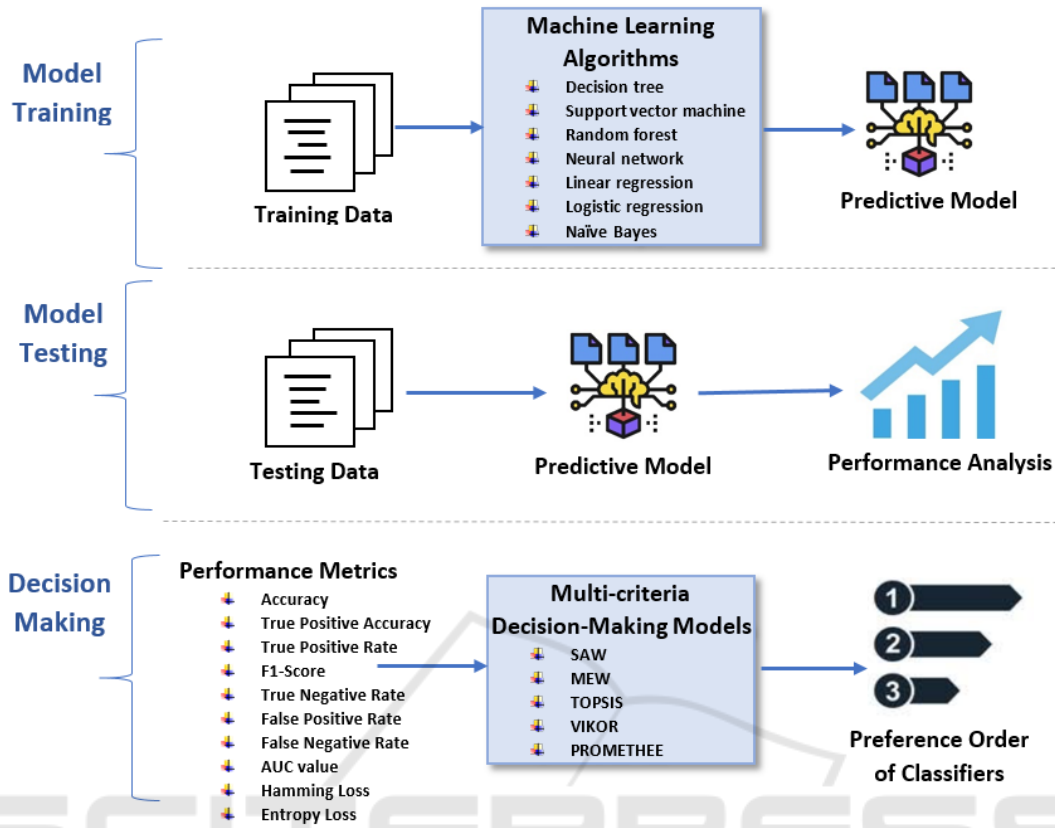 Model
Training
Training Data
Machine Learning
Algorithms
Decision tree
Support vector machine
Random forest
Neural network
Linear regression
Logistic regression
Naïve Bayes
Predictive Model
Model
Testing
Testing Data
Predictive Model
Performance Analysis
Decision
Making
Performance Metrics
Accuracy
True Positive Accuracy
True Positive Rate
F1-Score
True Negative Rate
False Positive Rate
False Negative Rate
AUC value
Hamming Loss
Entropy Loss
Multi-criteria
Decision-Making Models
SAW
MEW
TOPSIS
VIKOR
PROMETHEE
1
2
3
Preference Order
of Classifiers